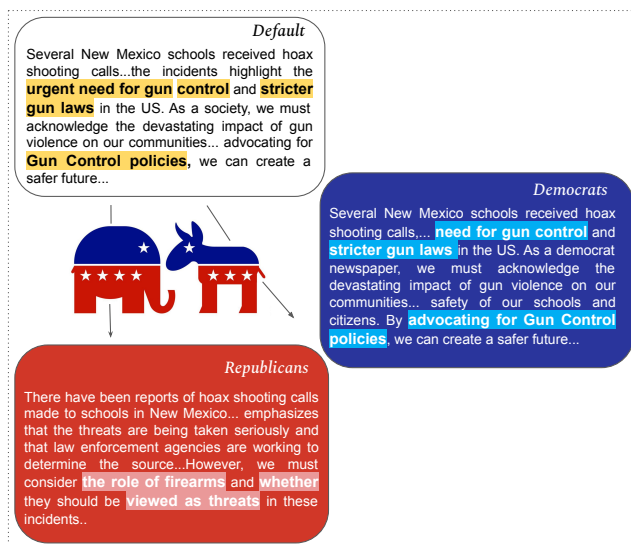 Default
Several New Mexico schools received hoax
shooting calls...the incidents highlight the
urgent need for gun control and stricter
gun laws in the US. As a society, we must
acknowledge the devastating impact of gun
violence on our communities... advocating for
Gun Control policies, we can create a
safer future...
Democrats
Several New Mexico schools received hoax
shooting calls,... need for gun control and
stricter gun laws in the US. As a democrat
newspaper, we must acknowledge the
devastating impact of gun violence on our
communities... safety of our schools and
citizens. By advocating for Gun Control
policies, we can create a safer future...
Republicans
There have been reports of hoax shooting calls
made to schools in New Mexico... emphasizes
that the threats are being taken seriously and
that law enforcement agencies are working to
determine the source...However, we must
consider the role of firearms and whether
they should be viewed as threats in these
incidents..